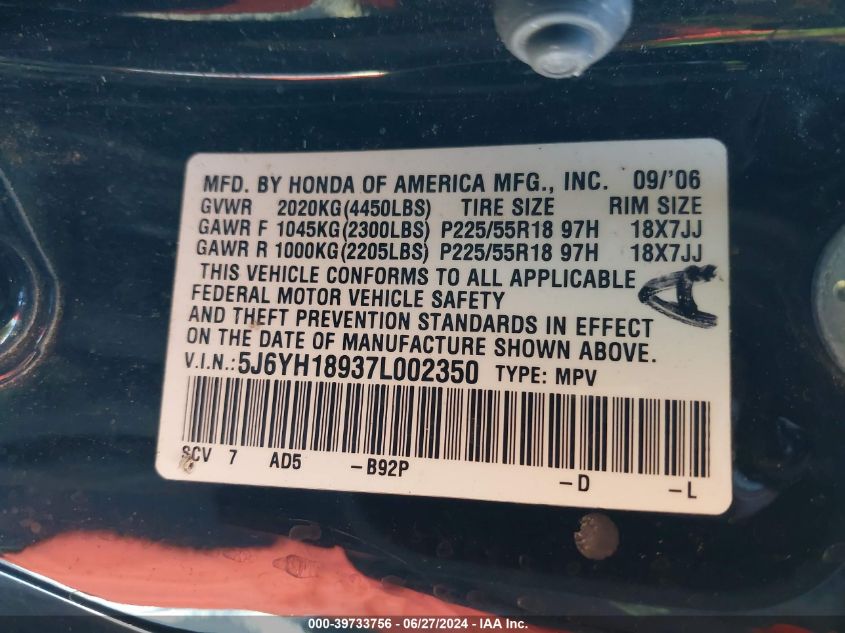 MFD. BY HONDA OF AMERICA MFG., INC. 09/'06
GVWR 2020KG(4450LBS) TIRE SIZE RIM SIZE
GAWR F 1045KG(2300LBS) P225/55R18 97H 18X7JJ
GAWR R 1000KG(2205LBS) P225/55R18 97H 18X7JJ
THIS VEHICLE CONFORMS TO ALL APPLICABLE
FEDERAL MOTOR VEHICLE SAFETY
AND THEFT PREVENTION STANDARDS IN EFFECT
ON THE DATE OF MANUFACTURE SHOWN ABOVE.
V.I.N.:5J6YH18937L002350 TYPE: MPV
SCV 7 AD5 -B92P -D -L
000-39733756 - 06/27/2024 - IAA Inc.